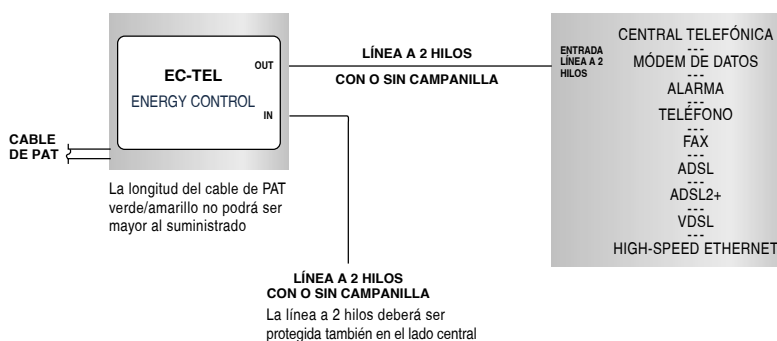 EC-TEL
ENERGY CONTROL
OUT
IN
CABLE
DE PAT
La longitud del cable de PAT
verde/amarillo no podrá ser
mayor al suministrado
LÍNEA A 2 HILOS
CON O SIN CAMPANILLA
LÍNEA A 2 HILOS
CON O SIN CAMPANILLA
La línea a 2 hilos deberá ser
protegida también en el lado central
ENTRADA
LÍNEA A 2
HILOS
CENTRAL TELEFÓNICA
---
MÓDEM DE DATOS
---
ALARMA
---
TELÉFONO
---
FAX
---
ADSL
---
ADSL2+
---
VDSL
---
HIGH-SPEED ETHERNET